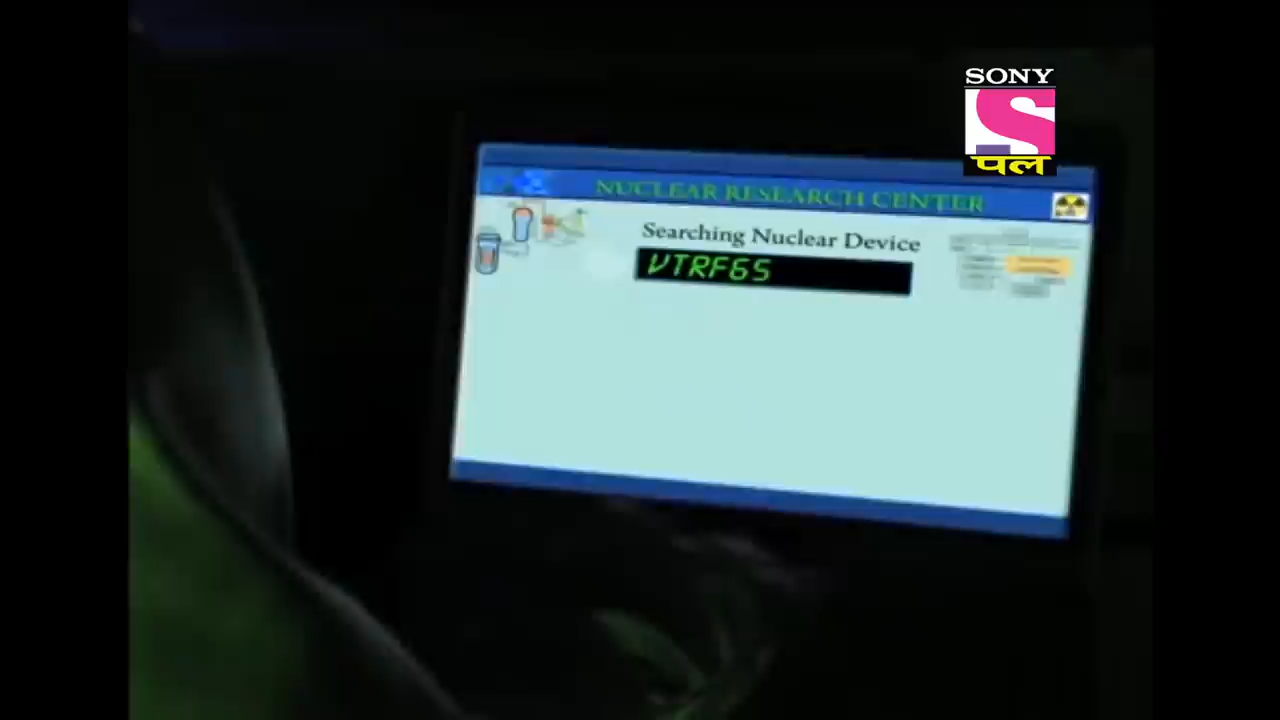 SONY
S
पल
NUCLEAR RESEARCH CENTER
Searching Nuclear Device
VTRF65